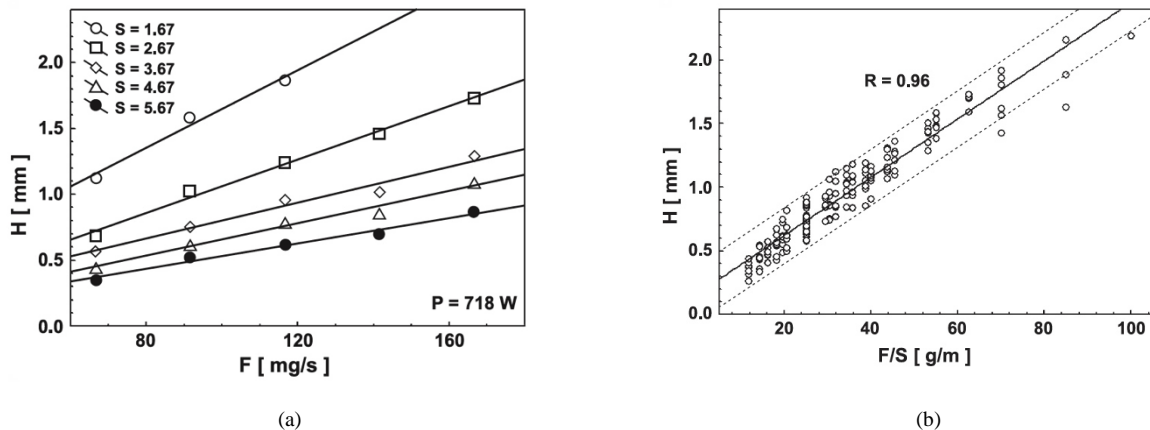 2.0
1.5
1.0
0.5
0.0
H [ mm ]
S = 1.67
S = 2.67
S = 3.67
S = 4.67
S = 5.67
P = 718 W
80 120 160
F [ mg/s ]
(a)
2.0
1.5
1.0
0.5
0.0
H [ mm ]
R = 0.96
20 40 60 80 100
F/S [ g/m ]
(b)